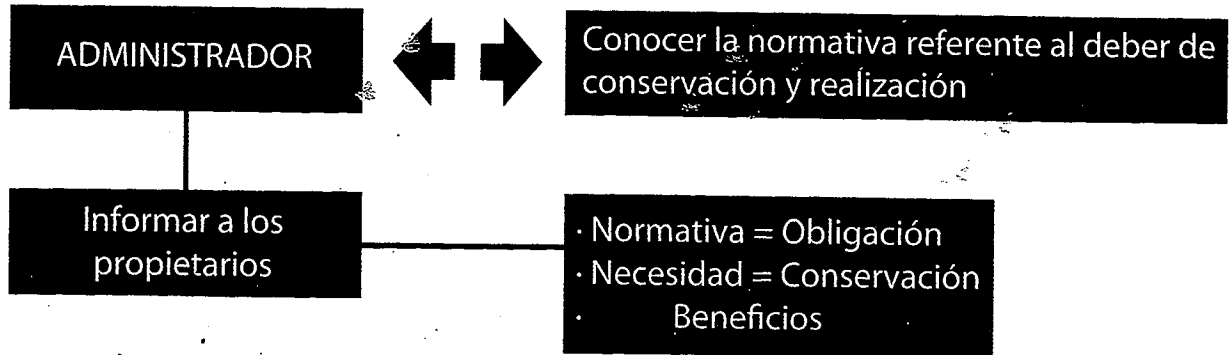 ADMINISTRADOR
Conocer la normativa referente al deber de
conservación y realización
Informar a los
propietarios
· Normativa = Obligación
· Necesidad = Conservación
· Beneficios